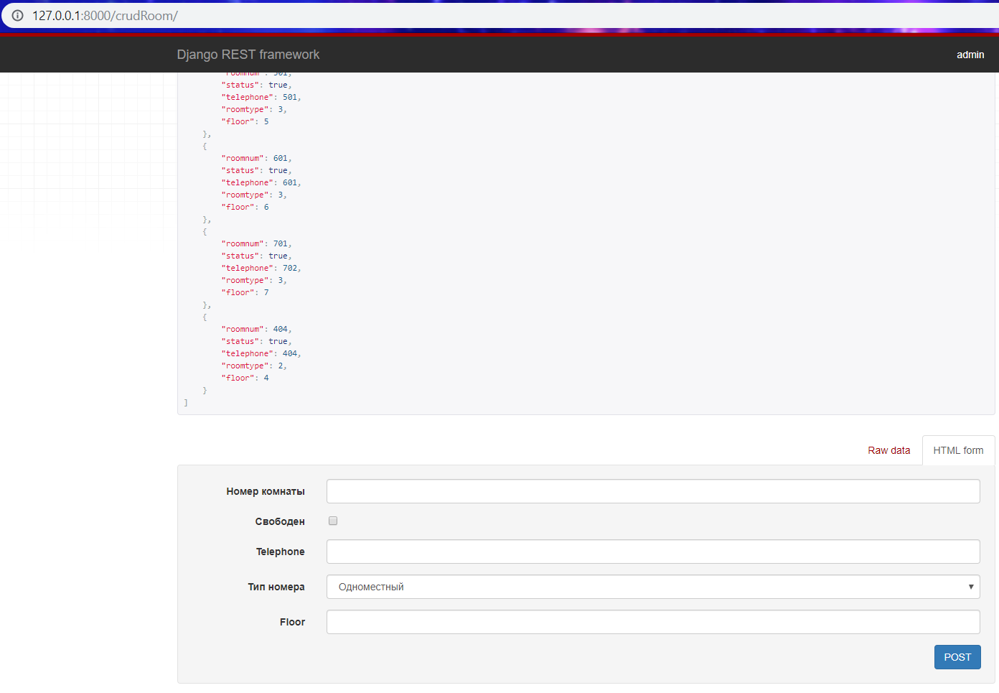 127.0.0.1:8000/crudRoom/
Django REST framework
admin
"roomnum": 501,
"status": true,
"telephone": 501,
"roomtype": 3,
"floor": 5
},
{
"roomnum": 601,
"status": true,
"telephone": 601,
"roomtype": 3,
"floor": 6
},
{
"roomnum": 701,
"status": true,
"telephone": 702,
"roomtype": 3,
"floor": 7
},
{
"roomnum": 404,
"status": true,
"telephone": 404,
"roomtype": 2,
"floor": 4
}
]
Raw data
HTML form
Номер комнаты
Свободен
Telephone
Тип номера
Одноместный
Floor
POST